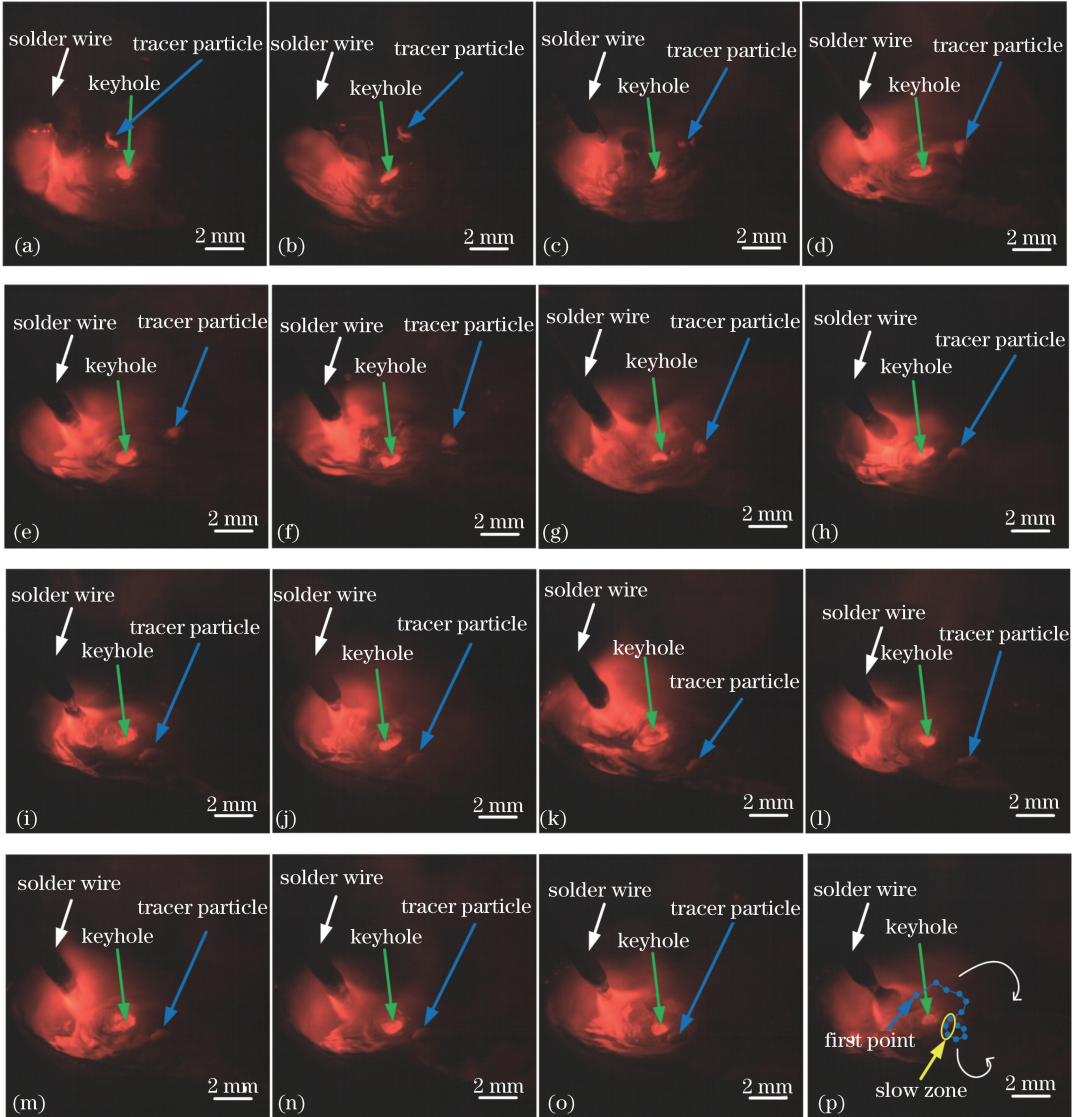 solder wire
tracer particle
keyhole
2 mm
(a)
solder wire
tracer particle
keyhole
2 mm
(b)
solder wire
tracer particle
keyhole
2 mm
(c)
solder wire
tracer particle
keyhole
2 mm
(d)
solder wire
tracer particle
keyhole
2 mm
(e)
solder wire
tracer particle
keyhole
2 mm
(f)
solder wire
tracer particle
keyhole
2 mm
(g)
solder wire
tracer particle
keyhole
2 mm
(h)
solder wire
tracer particle
keyhole
2 mm
(i)
solder wire
tracer particle
keyhole
2 mm
(j)
solder wire
keyhole
tracer particle
2 mm
(k)
solder wire
tracer particle
keyhole
2 mm
(l)
solder wire
tracer particle
keyhole
2 mm
(m)
solder wire
tracer particle
keyhole
2 mm
(n)
solder wire
tracer particle
keyhole
2 mm
(o)
solder wire
keyhole
first point
slow zone
2 mm
(p)